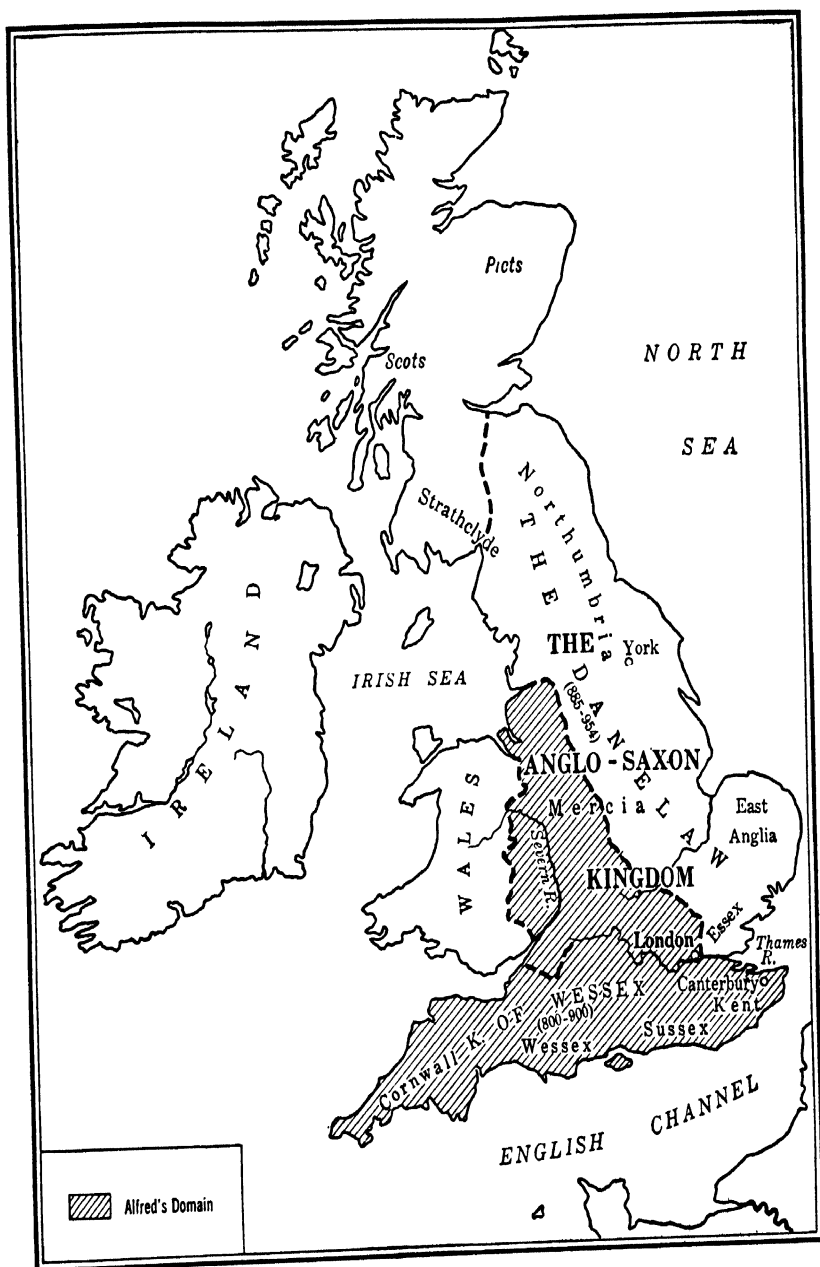 Picts
NORTH
SEA
Scots
Strathclyde
Northumbria
THE DANELAW
(885-954)
IRELAND
IRISH SEA
York
THE
ANGLO-SAXON
KINGDOM
Mercia
WALES
Severn R.
East
Anglia
Essex
London
Thames
R.
Canterbury
Kent
K. OF WESSEX
(800-900)
Wessex
Sussex
Cornwall
ENGLISH CHANNEL
Alfred's Domain